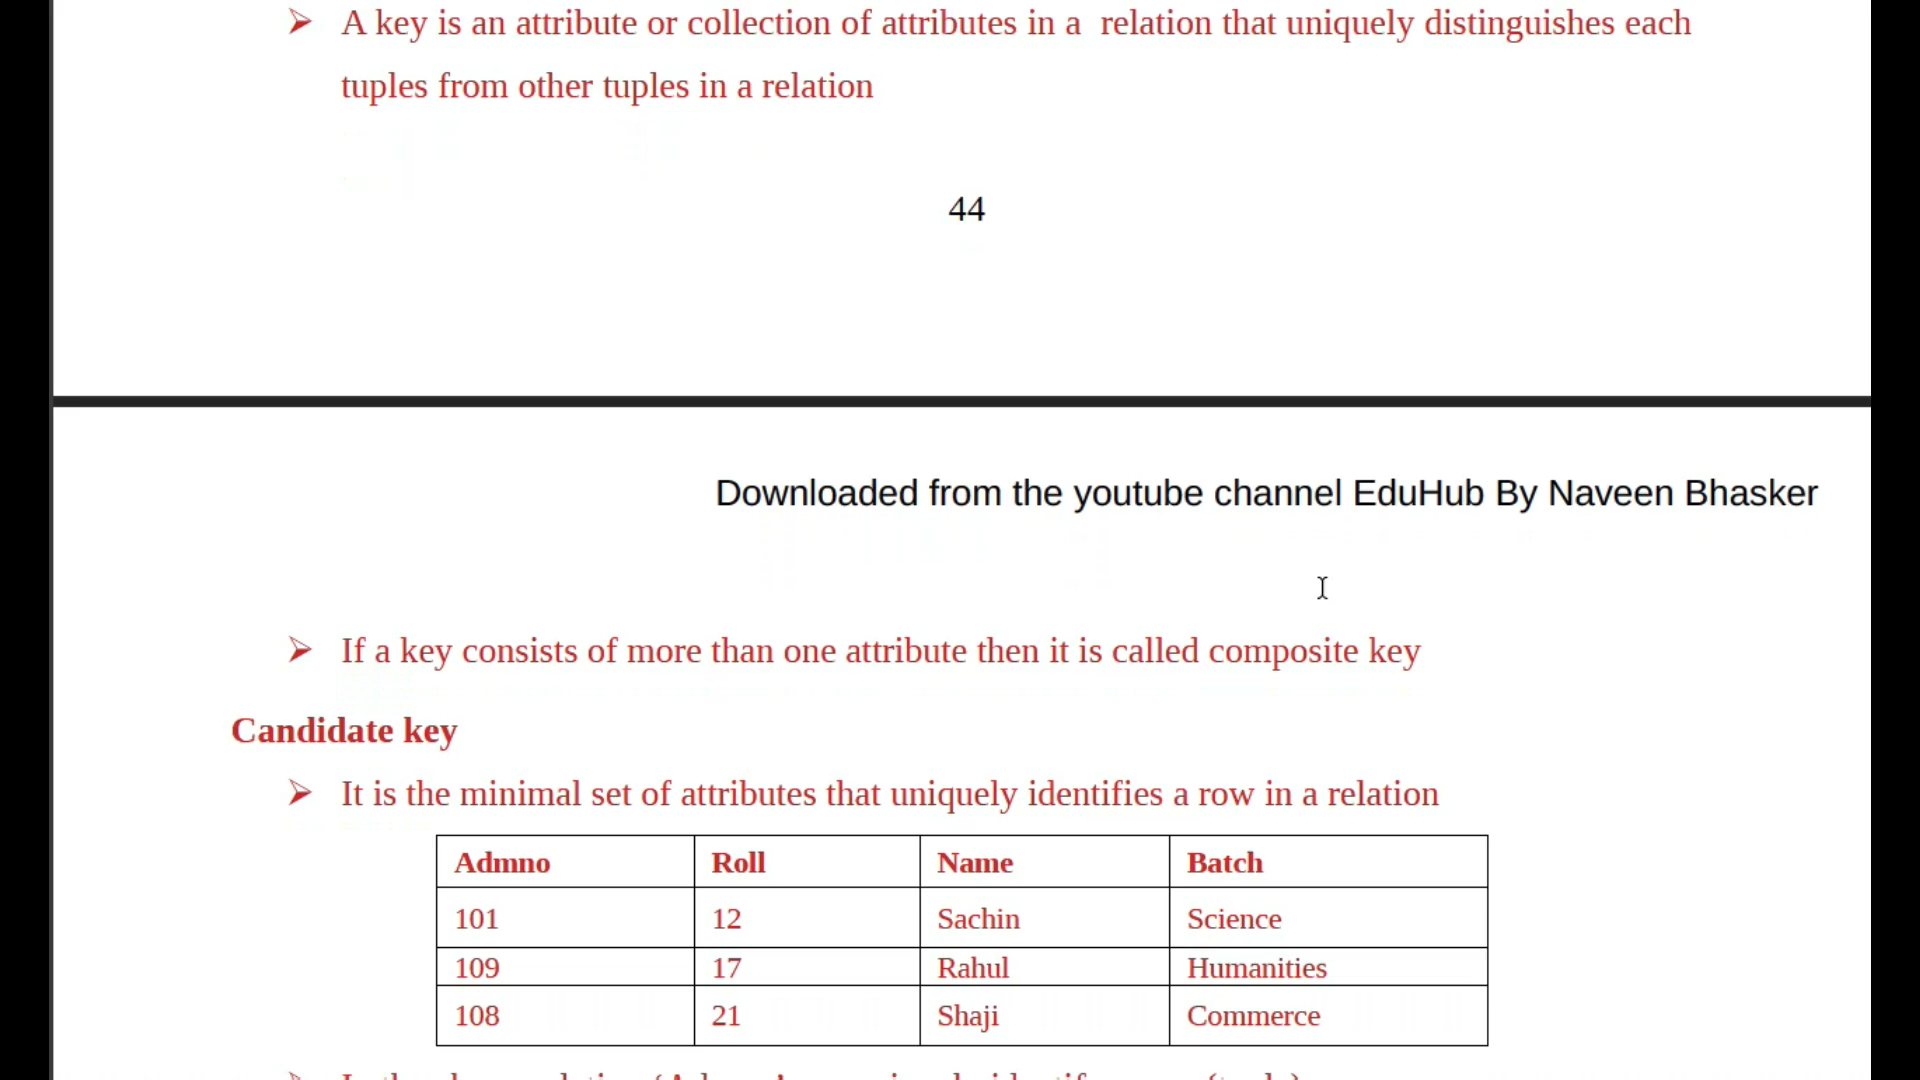 ➢ A key is an attribute or collection of attributes in a relation that uniquely distinguishes each
tuples from other tuples in a relation
44
Downloaded from the youtube channel EduHub By Naveen Bhasker
➢ If a key consists of more than one attribute then it is called composite key
Candidate key
➢ It is the minimal set of attributes that uniquely identifies a row in a relation
Admno Roll Name Batch
101 12 Sachin Science
109 17 Rahul Humanities
108 21 Shaji Commerce